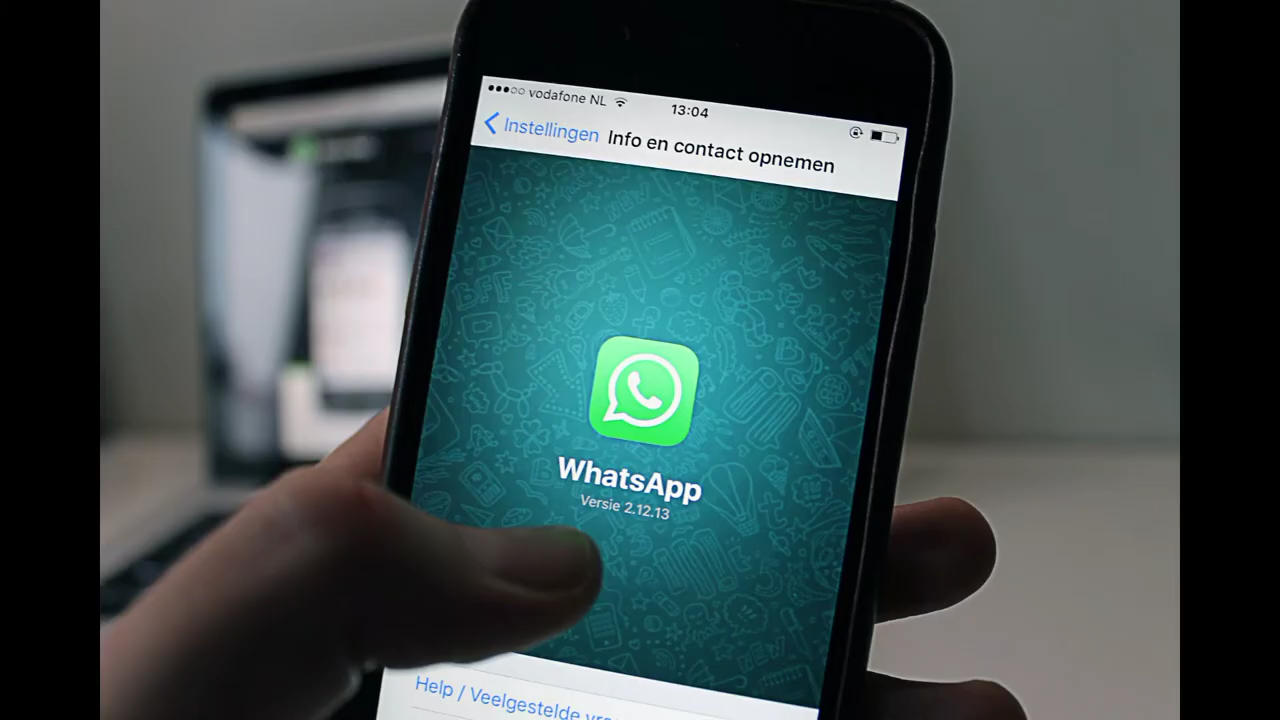 vodafone NL 13:04
Instellingen Info en contact opnemen
WhatsApp
Versie 2.12.13
Help / Veelgestelde